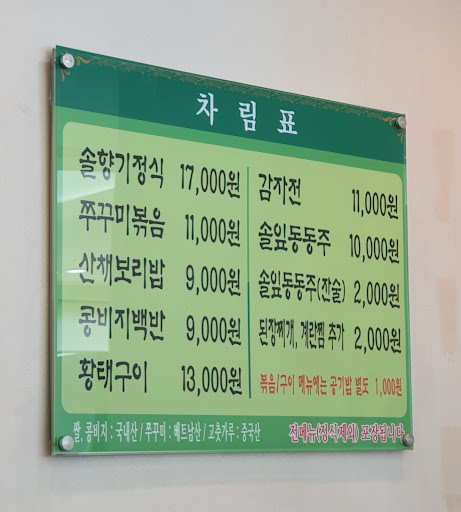 차림표
솔향기정식 17,000원
쭈꾸미볶음 11,000원
산채보리밥 9,000원
콩비지백반 9,000원
황태구이 13,000원
감자전 11,000원
솔잎동동주 10,000원
솔잎동동주(잔술) 2,000원
된장찌개, 계란찜 추가 2,000원
볶음/구이 메뉴에는 공기밥 별도 1,000원
쌀, 콩비지 : 국내산 / 쭈꾸미 : 베트남산 / 고춧가루 : 중국산
전메뉴(정식제외) 포장됩니다